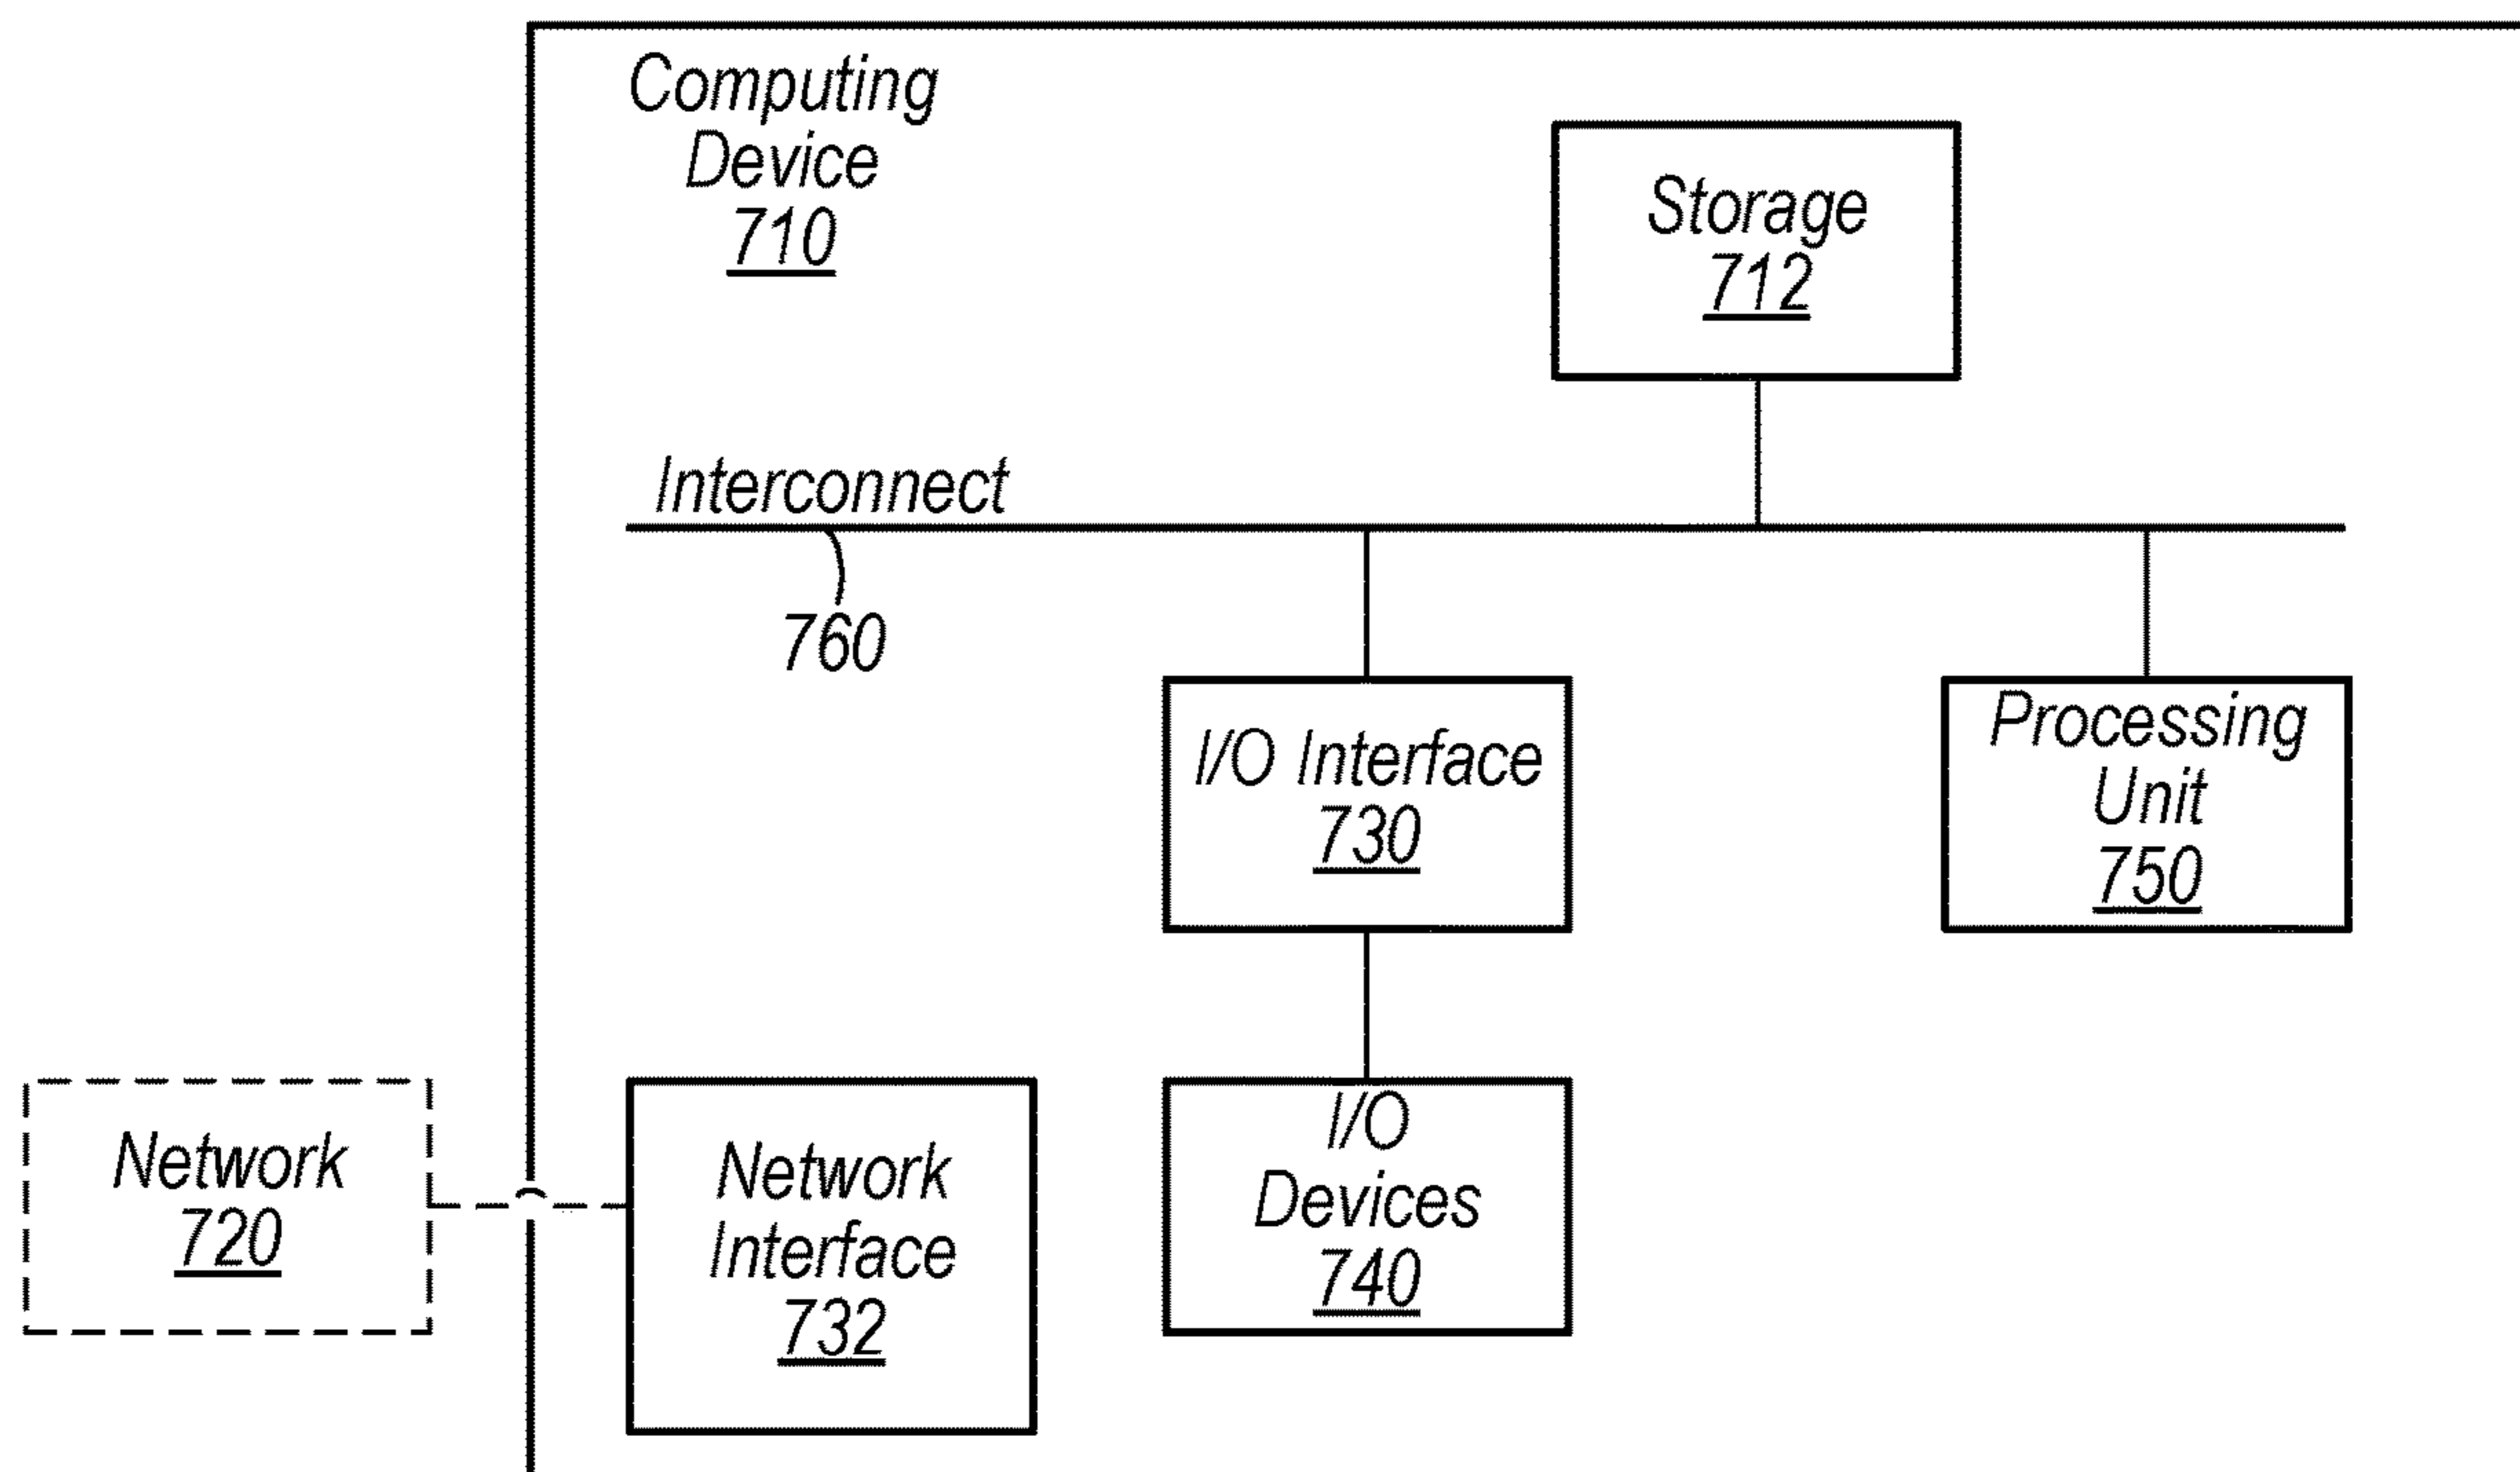 Computing
Device
710
Storage
712
Interconnect
760
I/O Interface
730
Processing
Unit
750
Network
720
Network
Interface
732
I/O
Devices
740